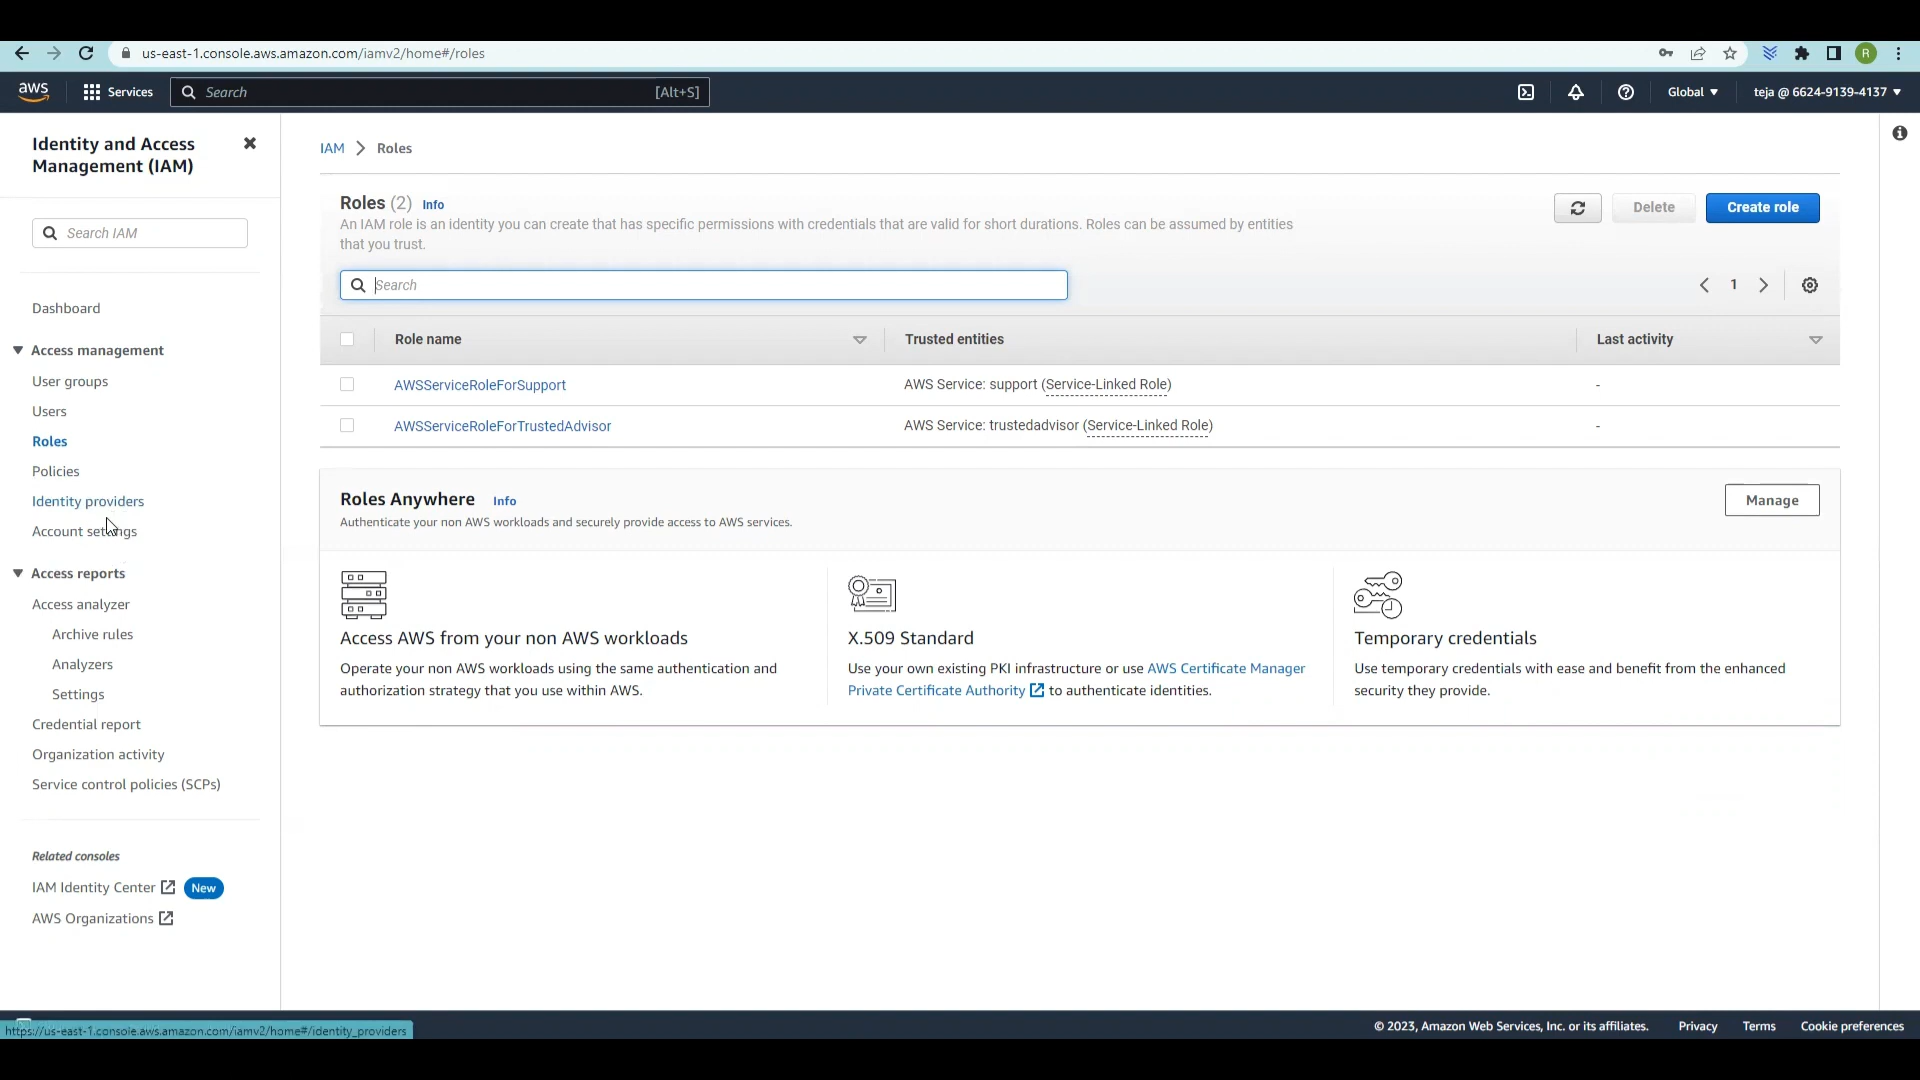 us-east-1.console.aws.amazon.com/iamv2/home#/roles
R
aws
Services
Search
[Alt+S]
Global
teja @ 6624-9139-4137
Identity and Access
Management (IAM)
Search IAM
Dashboard
Access management
User groups
Users
Roles
Policies
Identity providers
Account settings
Access reports
Access analyzer
Archive rules
Analyzers
Settings
Credential report
Organization activity
Service control policies (SCPs)
Related consoles
IAM Identity Center New
AWS Organizations
IAM > Roles
Roles (2) Info
An IAM role is an identity you can create that has specific permissions with credentials that are valid for short durations. Roles can be assumed by entities
that you trust.
Delete
Create role
Search
1
Role name Trusted entities Last activity
AWSServiceRoleForSupport AWS Service: support (Service-Linked Role) -
AWSServiceRoleForTrustedAdvisor AWS Service: trustedadvisor (Service-Linked Role) -
Roles Anywhere Info
Authenticate your non AWS workloads and securely provide access to AWS services.
Manage
Access AWS from your non AWS workloads
Operate your non AWS workloads using the same authentication and
authorization strategy that you use within AWS.
X.509 Standard
Use your own existing PKI infrastructure or use AWS Certificate Manager
Private Certificate Authority to authenticate identities.
Temporary credentials
Use temporary credentials with ease and benefit from the enhanced
security they provide.
https://us-east-1.console.aws.amazon.com/iamv2/home#/identity_providers
© 2023, Amazon Web Services, Inc. or its affiliates.
Privacy
Terms
Cookie preferences